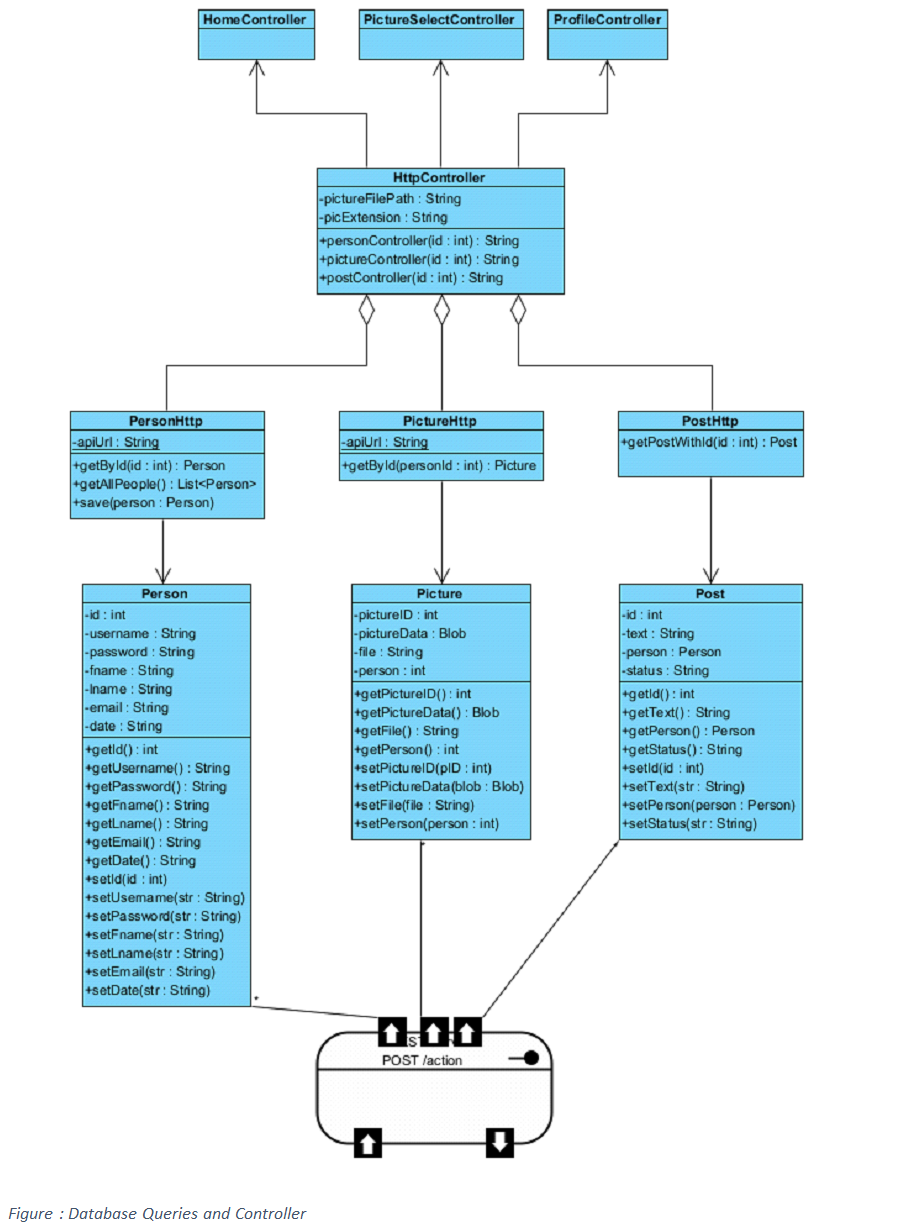 HomeController
PictureSelectController
ProfileController
HttpController
-pictureFilePath : String
-picExtension : String
+personController(id : int) : String
+pictureController(id : int) : String
+postController(id : int) : String
PersonHttp
-apiUrl : String
+getById(id : int) : Person
+getAllPeople() : List<Person>
+save(person : Person)
PictureHttp
-apiUrl : String
+getById(personId : int) : Picture
PostHttp
+getPostWithId(id : int) : Post
Person
-id : int
-username : String
-password : String
-fname : String
-lname : String
-email : String
-date : String
+getId() : int
+getUsername() : String
+getPassword() : String
+getFname() : String
+getLname() : String
+getEmail() : String
+getDate() : String
+setId(id : int)
+setUsername(str : String)
+setPassword(str : String)
+setFname(str : String)
+setLname(str : String)
+setEmail(str : String)
+setDate(str : String)
*
Picture
-pictureID : int
-pictureData : Blob
-file : String
-person : int
+getPictureID() : int
+getPictureData() : Blob
+getFile() : String
+getPerson() : int
+setPictureID(pID : int)
+setPictureData(blob : Blob)
+setFile(file : String)
+setPerson(person : int)
*
Post
-id : int
-text : String
-person : Person
-status : String
+getId() : int
+getText() : String
+getPerson() : Person
+getStatus() : String
+setId(id : int)
+setText(str : String)
+setPerson(person : Person)
+setStatus(str : String)
POST /action
Figure : Database Queries and Controller